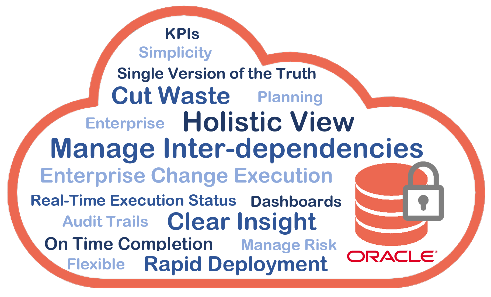 KPIs
Simplicity
Single Version of the Truth
Cut Waste Planning
Enterprise Holistic View
Manage Inter-dependencies
Enterprise Change Execution
Real-Time Execution Status Dashboards
Audit Trails Clear Insight
On Time Completion Manage Risk
Flexible Rapid Deployment
ORACLE